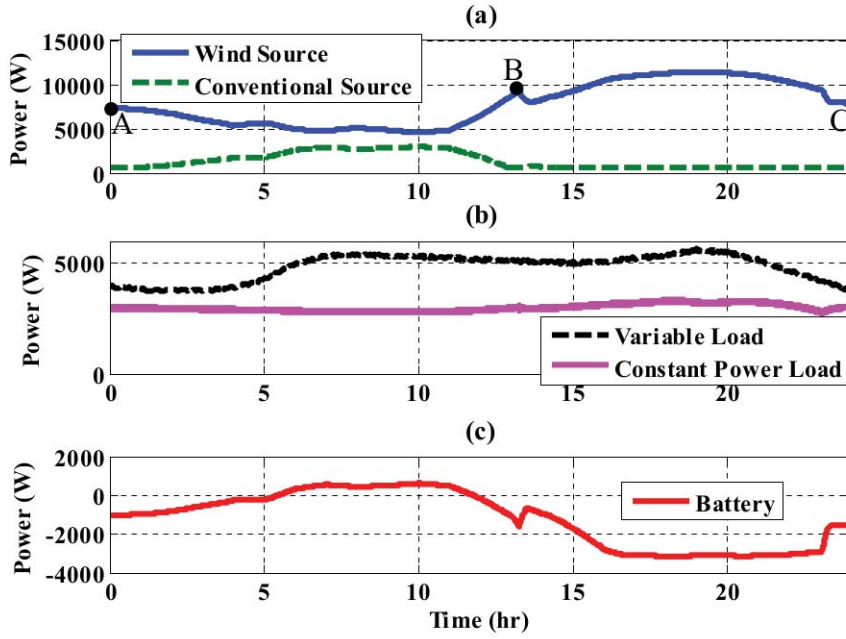 (a)
15000
10000
5000
0
Power (W)
Wind Source
Conventional Source
A
B
C
0 5 10 15 20
(b)
5000
0
Power (W)
Variable Load
Constant Power Load
0 5 10 15 20
(c)
2000
0
-2000
-4000
Power (W)
Battery
0 5 10 15 20
Time (hr)